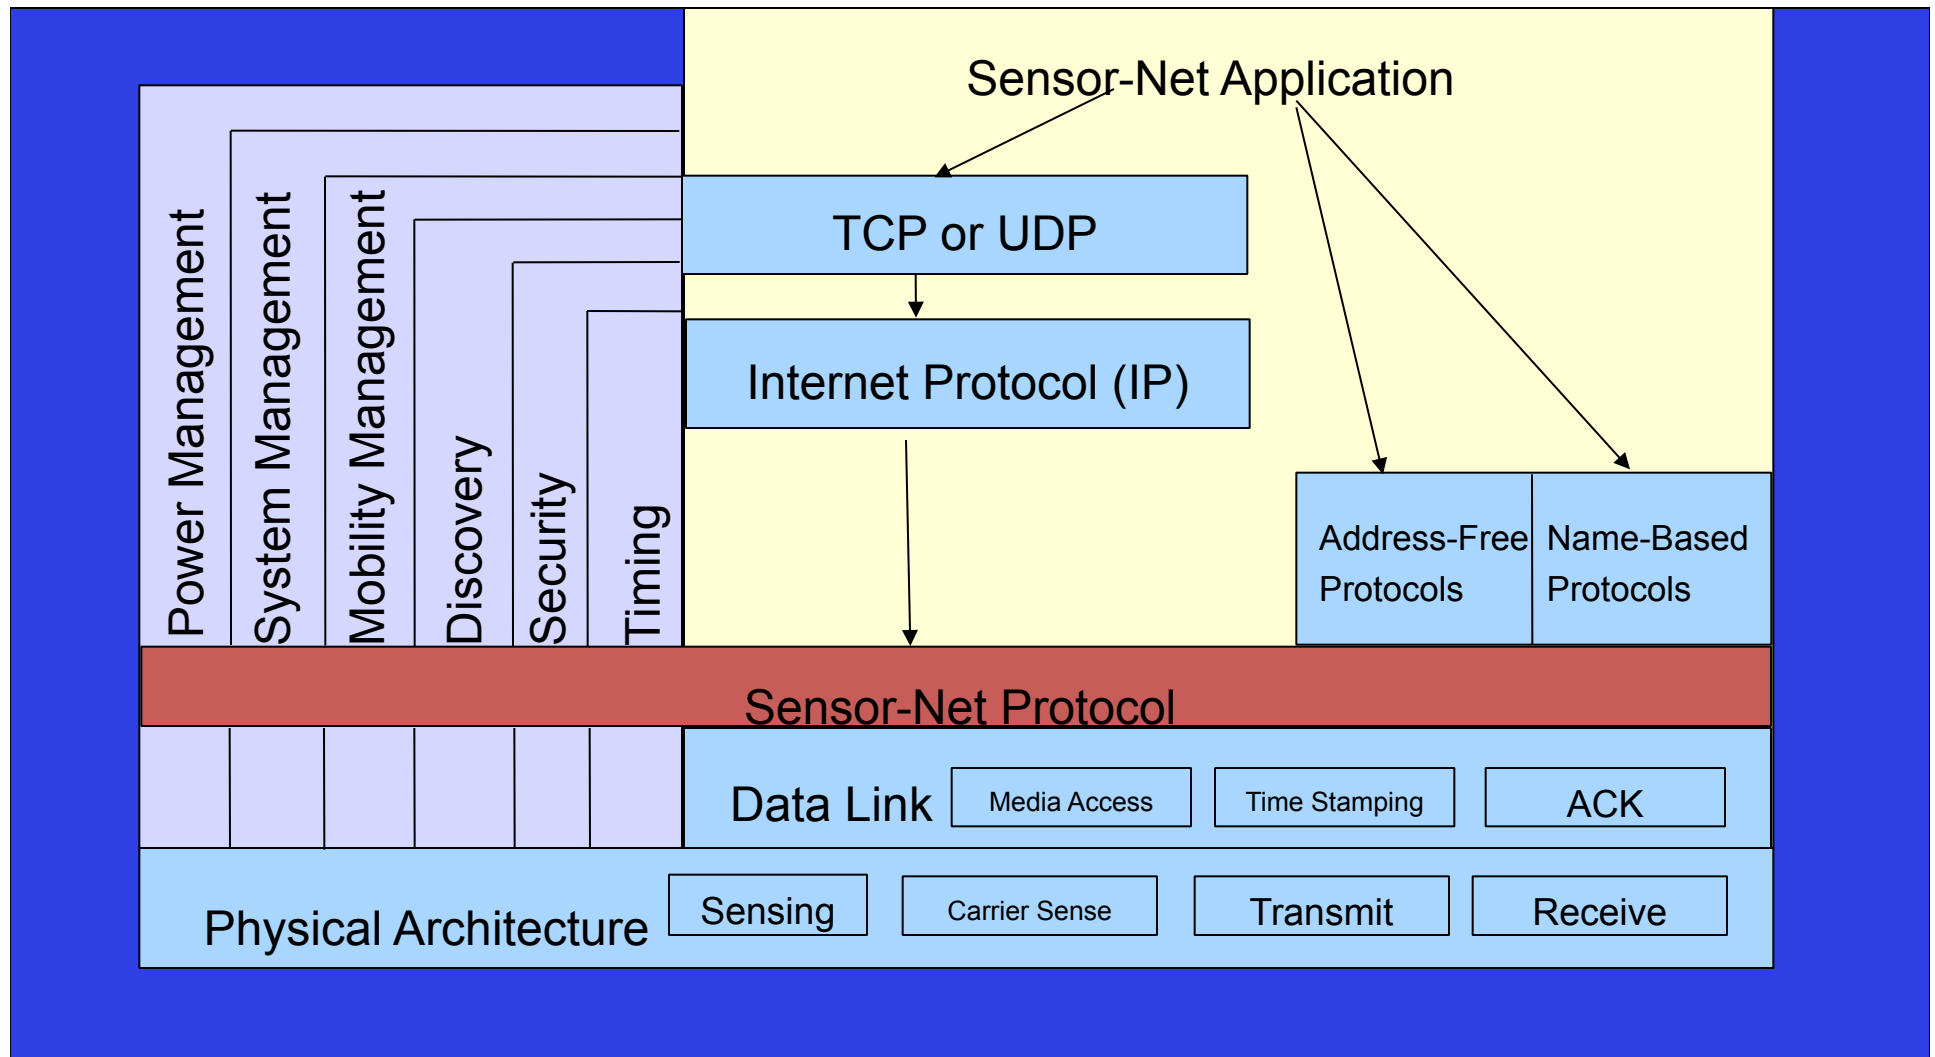 Sensor-Net Application
TCP or UDP
Internet Protocol (IP)
Power Management
System Management
Mobility Management
Discovery
Security
Timing
Address-Free
Protocols
Name-Based
Protocols
Sensor-Net Protocol
Data Link
Media Access
Time Stamping
ACK
Physical Architecture
Sensing
Carrier Sense
Transmit
Receive